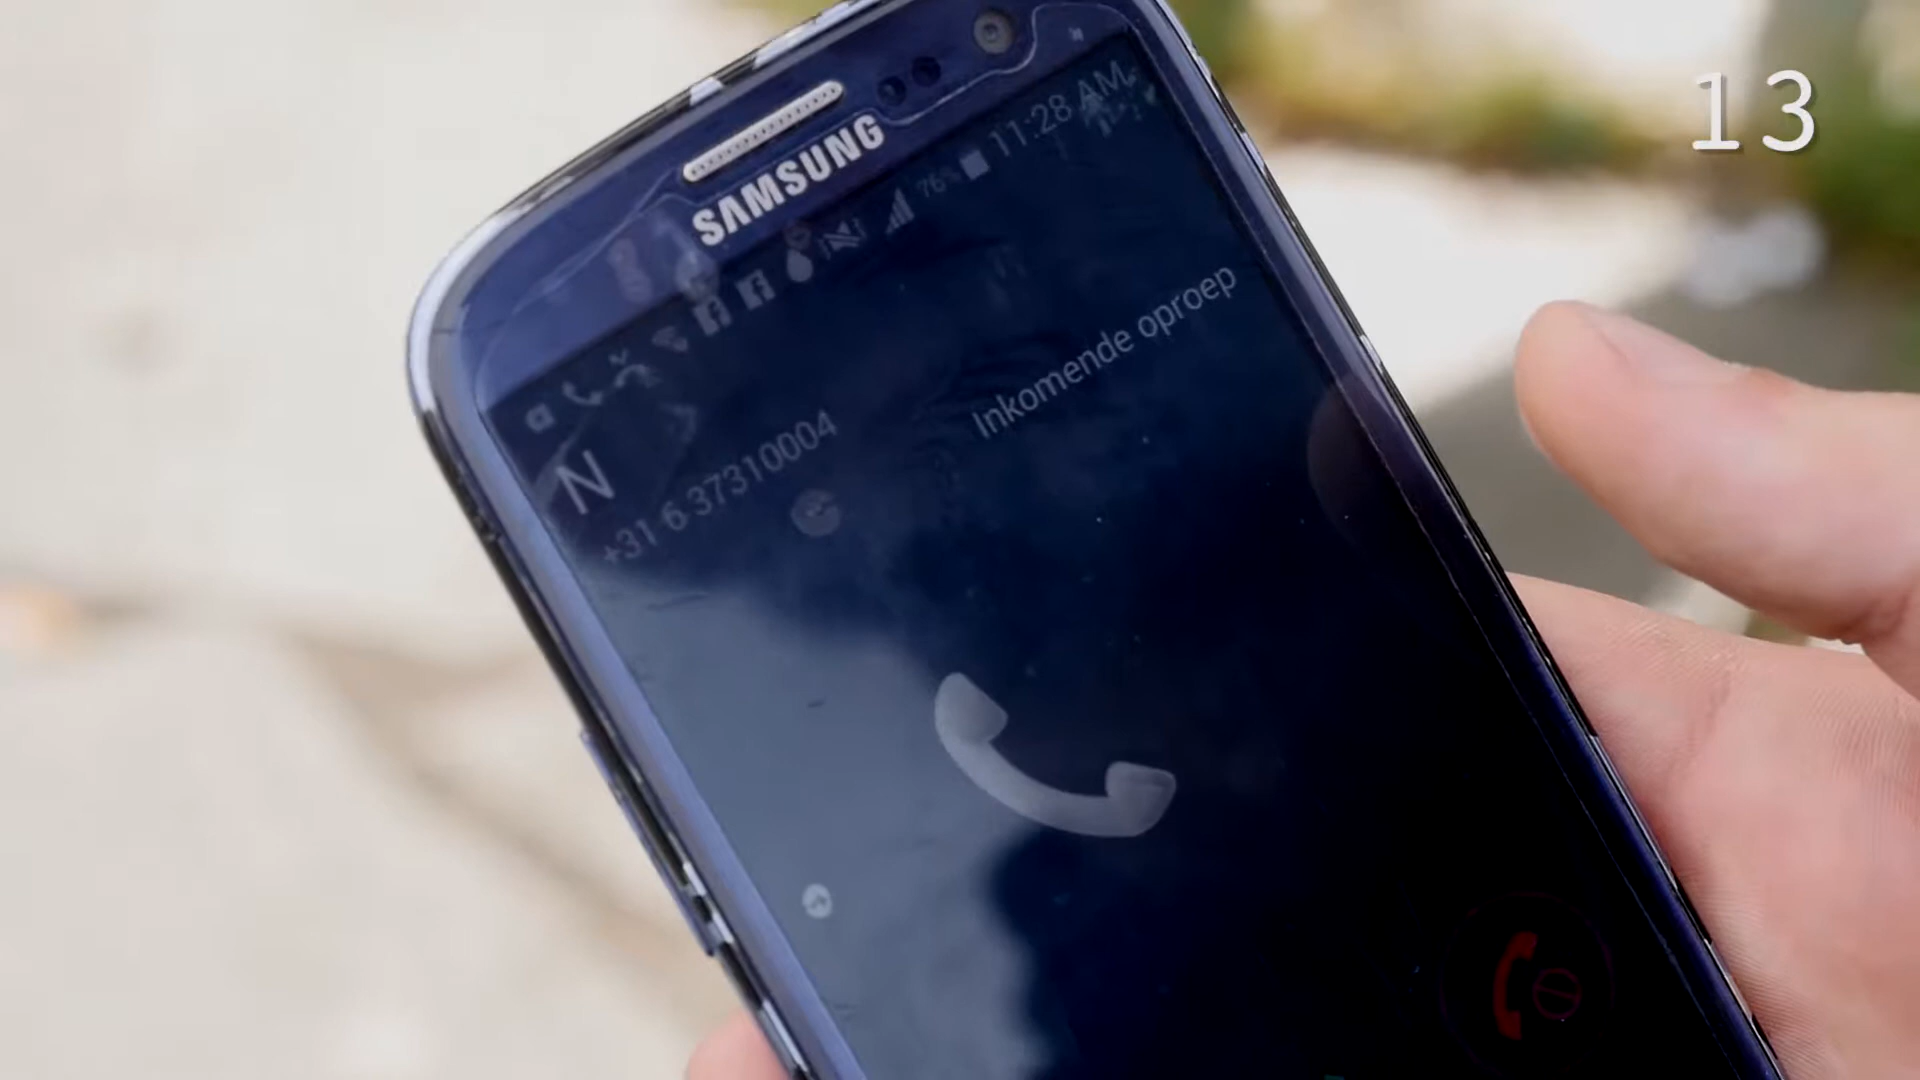 13
SAMSUNG
76% 11:28 AM
Inkomende oproep
N
+31 6 37310004